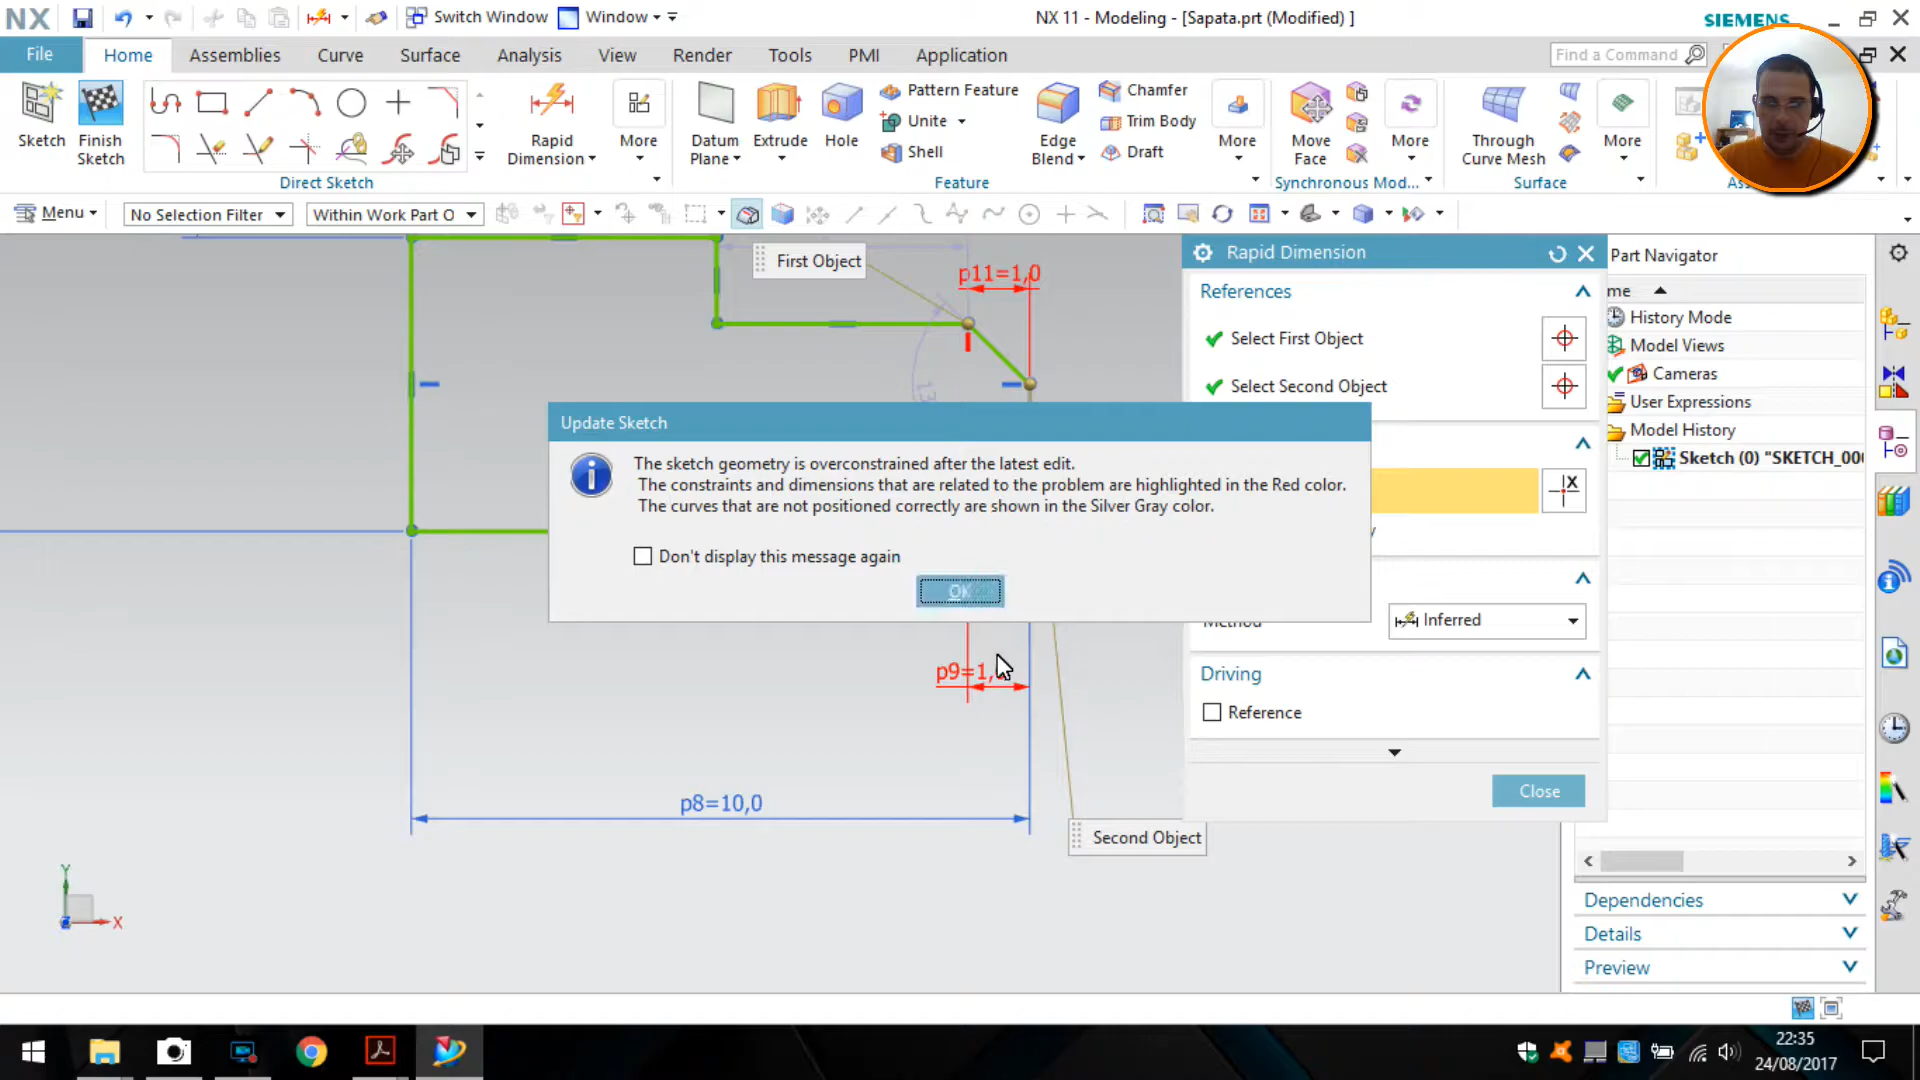 NX
Switch Window
Window
NX 11 - Modeling - [Sapata.prt (Modified) ]
SIEMENS
File
Home
Assemblies
Curve
Surface
Analysis
View
Render
Tools
PMI
Application
Find a Command
Sketch
Finish
Sketch
Rapid
Dimension
More
Datum
Plane
Extrude
Hole
Pattern Feature
Unite
Shell
Edge
Blend
Chamfer
Trim Body
Draft
More
Move
Face
More
Through
Curve Mesh
More
Direct Sketch
Feature
Synchronous Mod...
Surface
Menu
No Selection Filter
Within Work Part O
First Object
p11=1,0
Rapid Dimension
References
Select First Object
Select Second Object
Part Navigator
me
History Mode
Model Views
Cameras
User Expressions
Model History
Sketch (0) "SKETCH_00
Update Sketch
The sketch geometry is overconstrained after the latest edit.
The constraints and dimensions that are related to the problem are highlighted in the Red color.
The curves that are not positioned correctly are shown in the Silver Gray color.
Don't display this message again
OK
Inferred
p9=1,
Driving
Reference
Close
p8=10,0
Second Object
Y
X
Dependencies
Details
Preview
22:35
24/08/2017